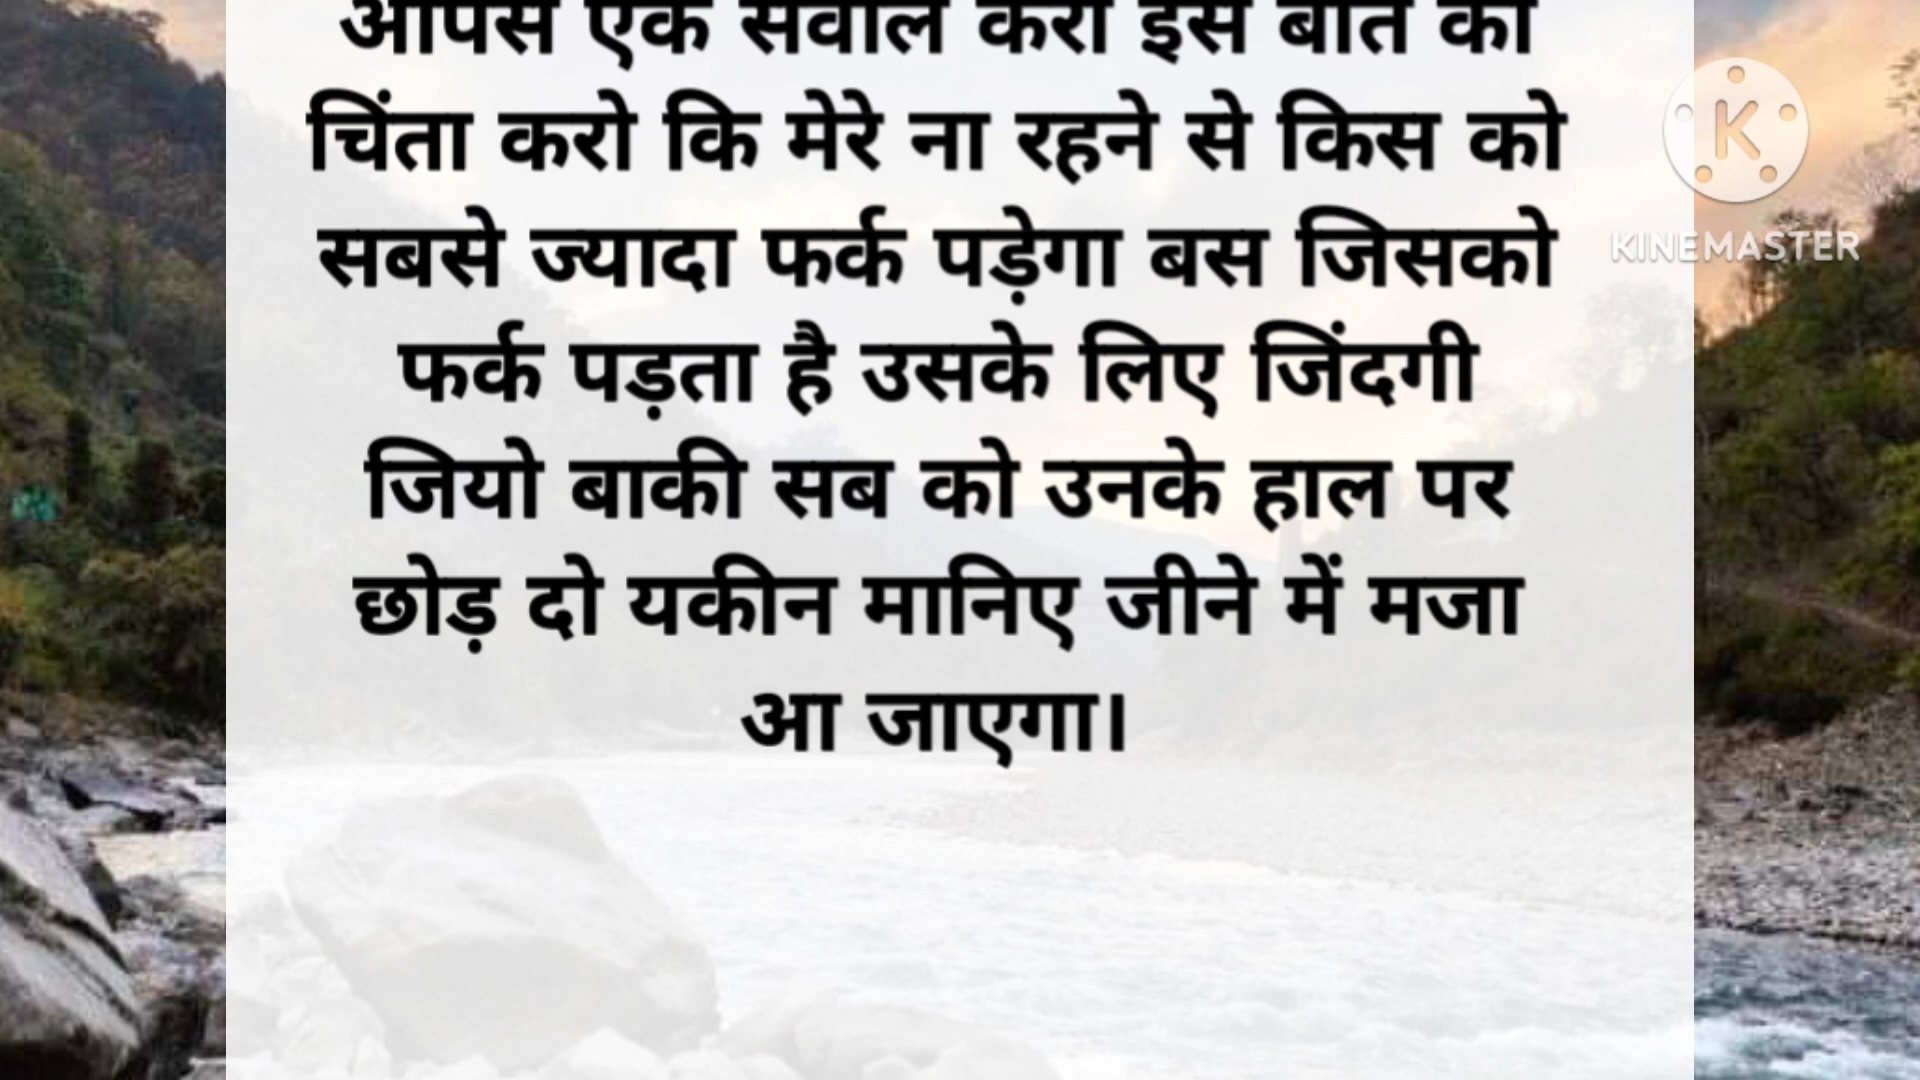 आपसे एक सवाल करो इस बात की
चिंता करो कि मेरे ना रहने से किस को
सबसे ज्यादा फर्क पड़ेगा बस जिसको
फर्क पड़ता है उसके लिए जिंदगी
जियो बाकी सब को उनके हाल पर
छोड़ दो यकीन मानिए जीने में मजा
आ जाएगा।
K
KINEMASTER